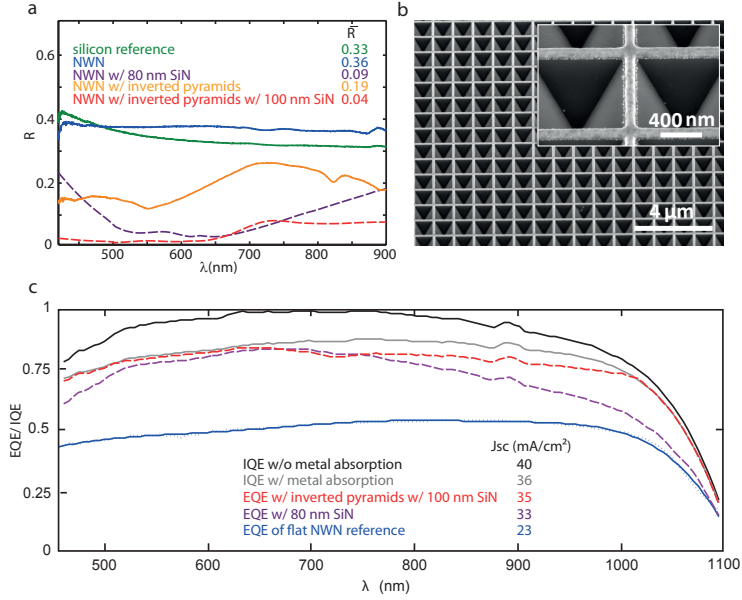 a
R̄
silicon reference 0.33
NWN 0.36
NWN w/ 80 nm SiN 0.09
NWN w/ inverted pyramids 0.19
NWN w/ inverted pyramids w/ 100 nm SiN 0.04
0.6
0.4
0.2
0
R
500 600 700 800 900
λ(nm)
b
400 nm
4 µm
c
1
0.75
0.5
0.25
0
EQE/ IQE
Jsc (mA/cm²)
IQE w/o metal absorption 40
IQE w/ metal absorption 36
EQE w/ inverted pyramids w/ 100 nm SiN 35
EQE w/ 80 nm SiN 33
EQE of flat NWN reference 23
500 600 700 800 900 1000 1100
λ (nm)